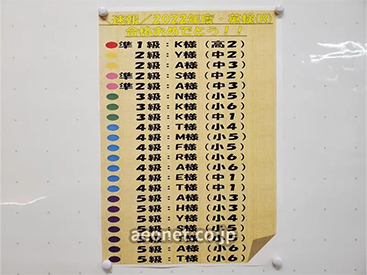 速報／2022年度・第1回
合格おめでとう！！
準1級：K様（高2）
2級：Y様（中2）
2級：A様（中3）
準2級：S様（中2）
準2級：A様（中3）
3級：N様（小5）
3級：K様（小6）
3級：K様（中1）
4級：T様（小4）
4級：M様（小5）
4級：F様（小5）
4級：R様（小6）
4級：A様（小6）
4級：E様（中1）
4級：T様（中1）
5級：A様（小3）
5級：H様（小3）
5級：Y様（小4）
5級：S様（小5）
5級：A様（小6）
5級：T様（小6）
aeoner.co.jp